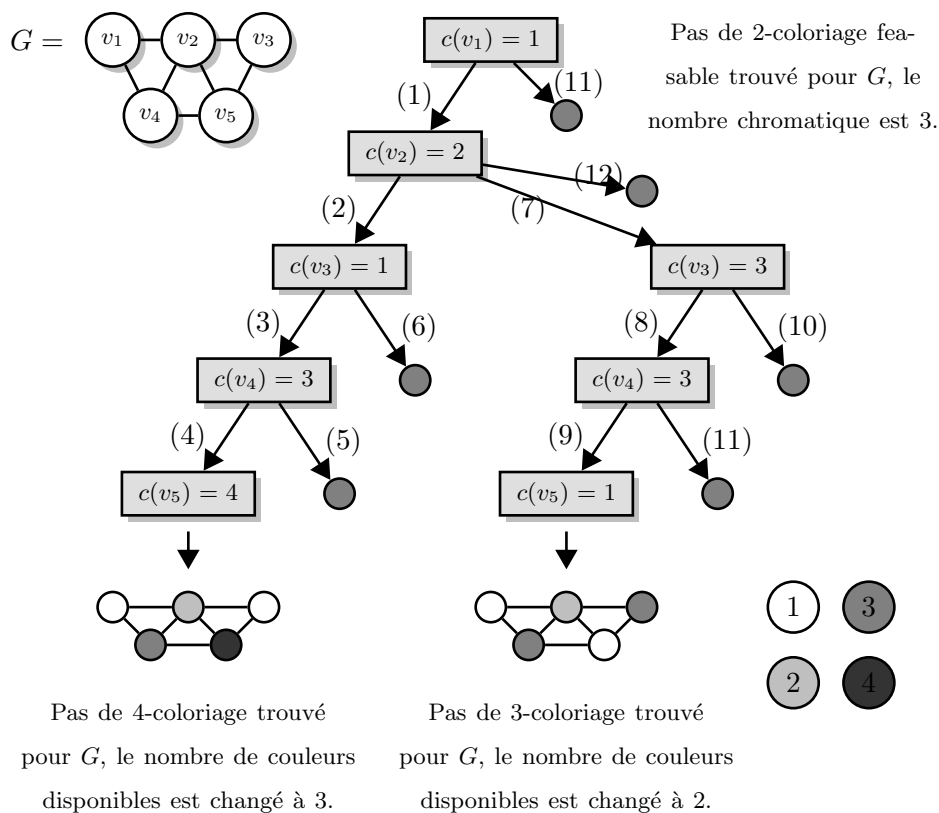 G =
v1
v2
v3
v4
v5
c(v1) = 1
Pas de 2-coloriage fea-
sable trouvé pour G, le
nombre chromatique est 3.
(1)
(11)
c(v2) = 2
(12)
(2)
(7)
c(v3) = 1
c(v3) = 3
(3)
(6)
(8)
(10)
c(v4) = 3
c(v4) = 3
(4)
(5)
(9)
(11)
c(v5) = 4
c(v5) = 1
1
3
2
4
Pas de 4-coloriage trouvé
pour G, le nombre de couleurs
disponibles est changé à 3.
Pas de 3-coloriage trouvé
pour G, le nombre de couleurs
disponibles est changé à 2.